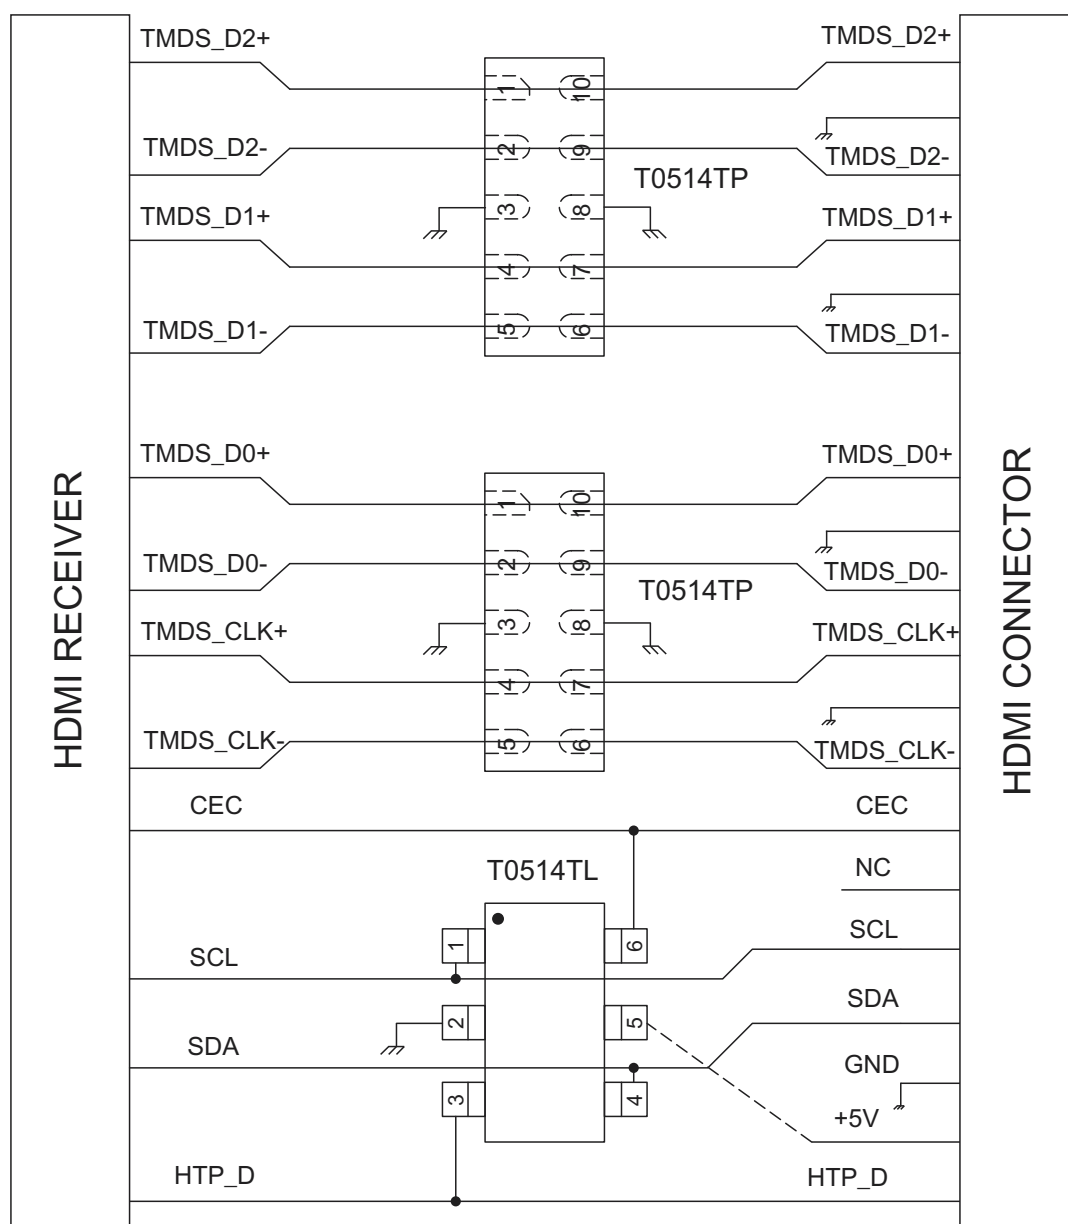 TMDS_D2+
TMDS_D2+
1
10
TMDS_D2-
2
9
TMDS_D2-
T0514TP
TMDS_D1+
3
8
TMDS_D1+
4
7
TMDS_D1-
5
6
TMDS_D1-
TMDS_D0+
TMDS_D0+
1
10
TMDS_D0-
2
9
TMDS_D0-
T0514TP
TMDS_CLK+
3
8
TMDS_CLK+
4
7
TMDS_CLK-
5
6
TMDS_CLK-
HDMI RECEIVER
HDMI CONNECTOR
CEC
CEC
T0514TL
NC
1
6
SCL
SCL
2
5
SDA
SDA
GND
3
4
+5V
HTP_D
HTP_D